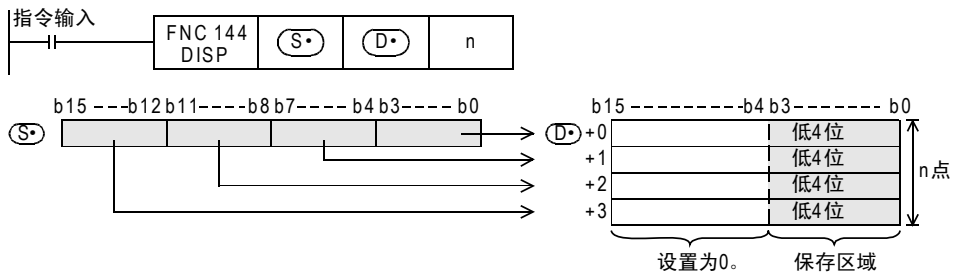 指令输入
FNC 144
DISP
S•
D•
n
b15 ---b12 b11----b8 b7---- b4 b3----- b0
S•
b15 ----------b4 b3------ b0
D• +0 低4位
+1 低4位
+2 低4位
+3 低4位
n点
设置为0。 保存区域